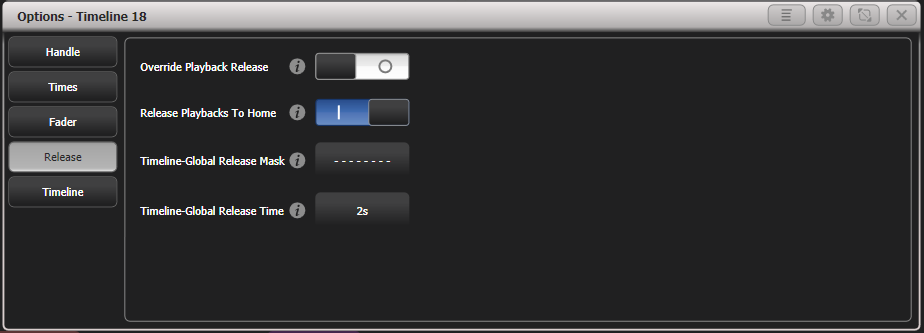 Options - Timeline 18
Handle
Times
Fader
Release
Timeline
Override Playback Release
Release Playbacks To Home
Timeline-Global Release Mask
--------
Timeline-Global Release Time
2s